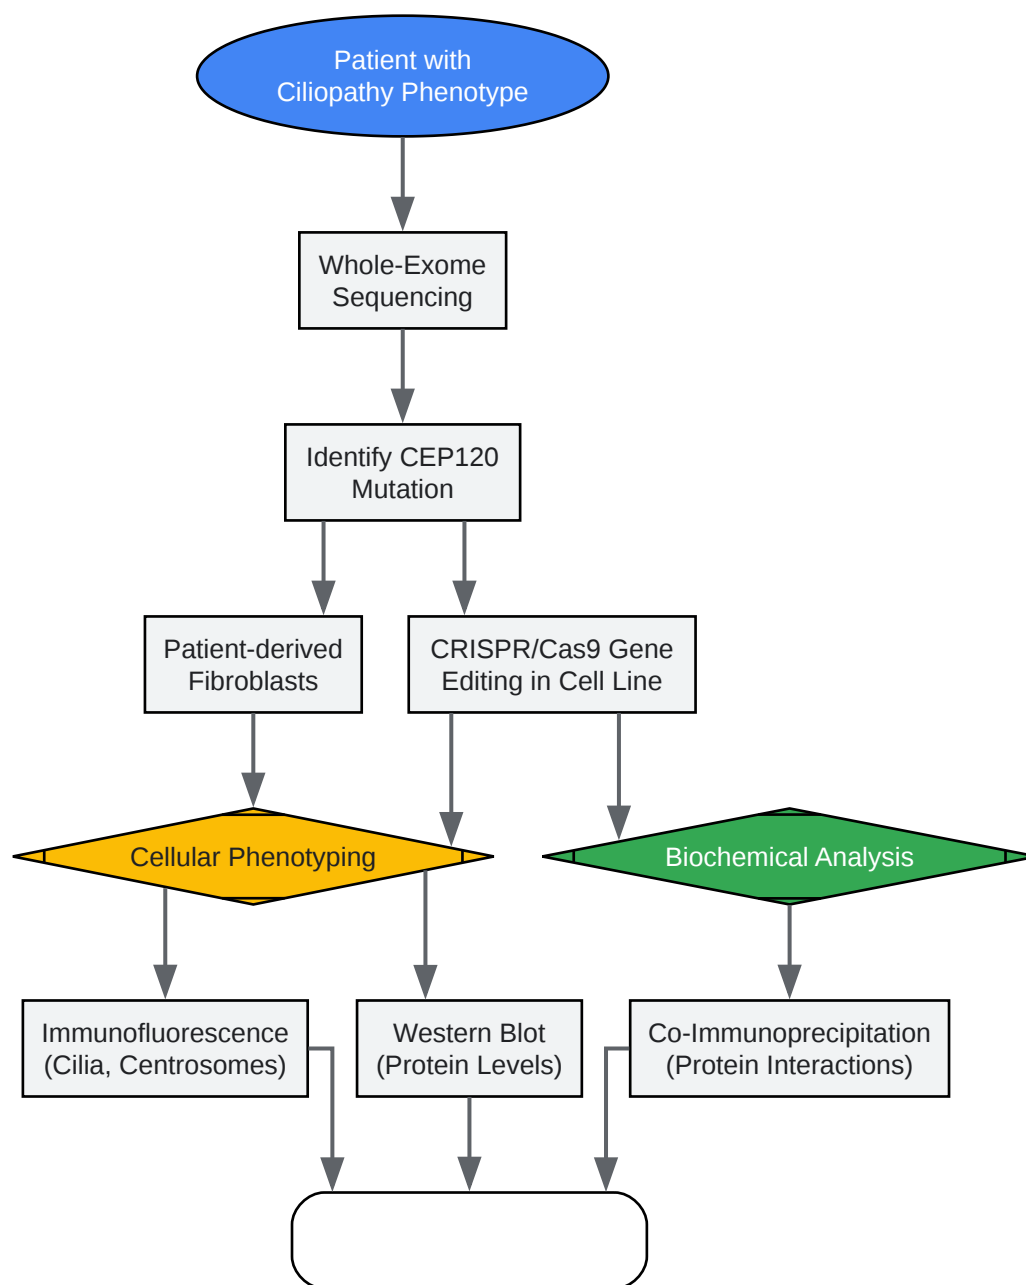 Patient with
Ciliopathy Phenotype
Whole-Exome
Sequencing
Identify CEP120
Mutation
Patient-derived
Fibroblasts
CRISPR/Cas9 Gene
Editing in Cell Line
Cellular Phenotyping
Biochemical Analysis
Immunofluorescence
(Cilia, Centrosomes)
Western Blot
(Protein Levels)
Co-Immunoprecipitation
(Protein Interactions)